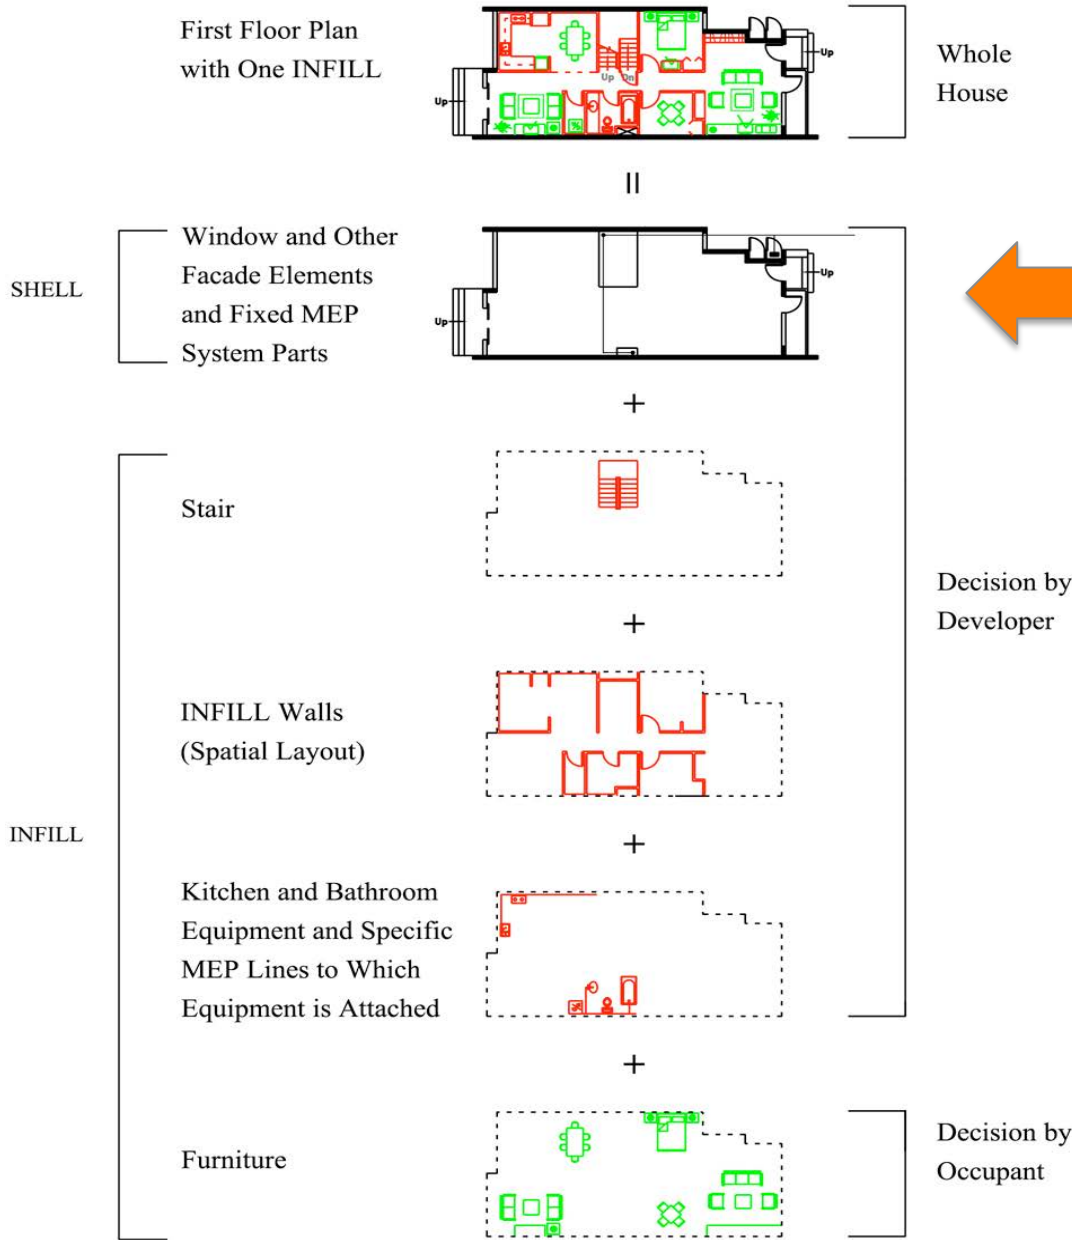 First Floor Plan
with One INFILL
Up
Dn
Up
Up
Whole
House
SHELL
Window and Other
Facade Elements
and Fixed MEP
System Parts
Up
Up
Stair
Decision by
Developer
INFILL Walls
(Spatial Layout)
INFILL
Kitchen and Bathroom
Equipment and Specific
MEP Lines to Which
Equipment is Attached
Furniture
Decision by
Occupant